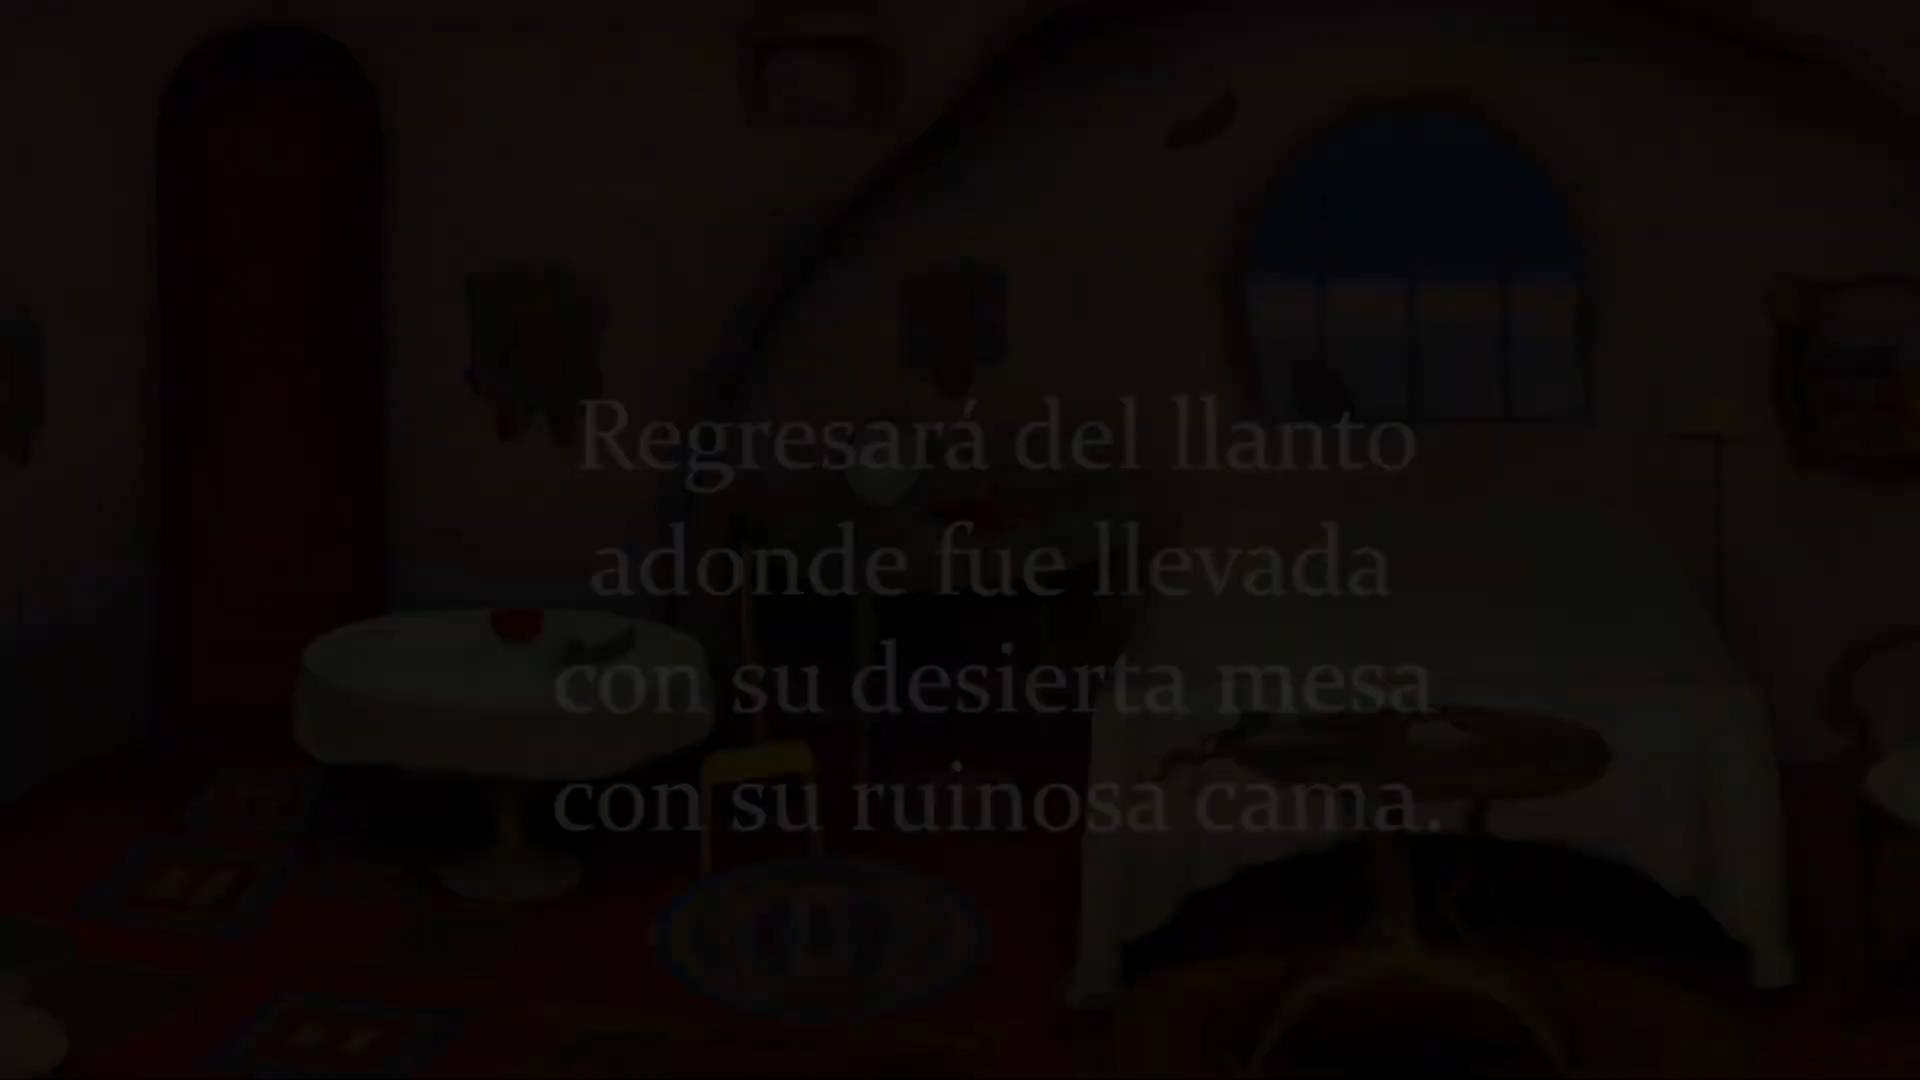 Regresará del llanto
adonde fue llevada
con su desierta mesa
con su ruinosa cama.